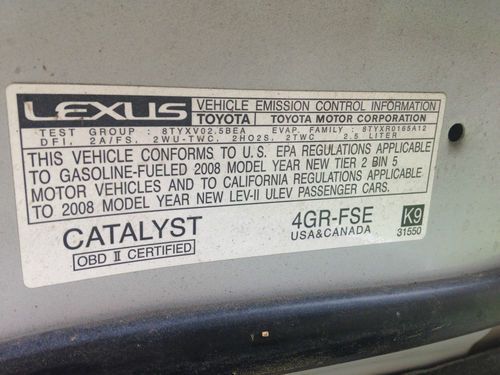 LEXUS VEHICLE EMISSION CONTROL INFORMATION
TOYOTA TOYOTA MOTOR CORPORATION
TEST GROUP : 8TYXV02.5BEA EVAP. FAMILY : 8TYXR0165A12
DFI, 2A/FS, 2WU-TWC, 2HO2S, 2TWC 2.5 LITER
THIS VEHICLE CONFORMS TO U.S. EPA REGULATIONS APPLICABLE
TO GASOLINE-FUELED 2008 MODEL YEAR NEW TIER 2 BIN 5
MOTOR VEHICLES AND TO CALIFORNIA REGULATIONS APPLICABLE
TO 2008 MODEL YEAR NEW LEV-II ULEV PASSENGER CARS.
CATALYST 4GR-FSE K9
OBD II CERTIFIED USA&CANADA 31550